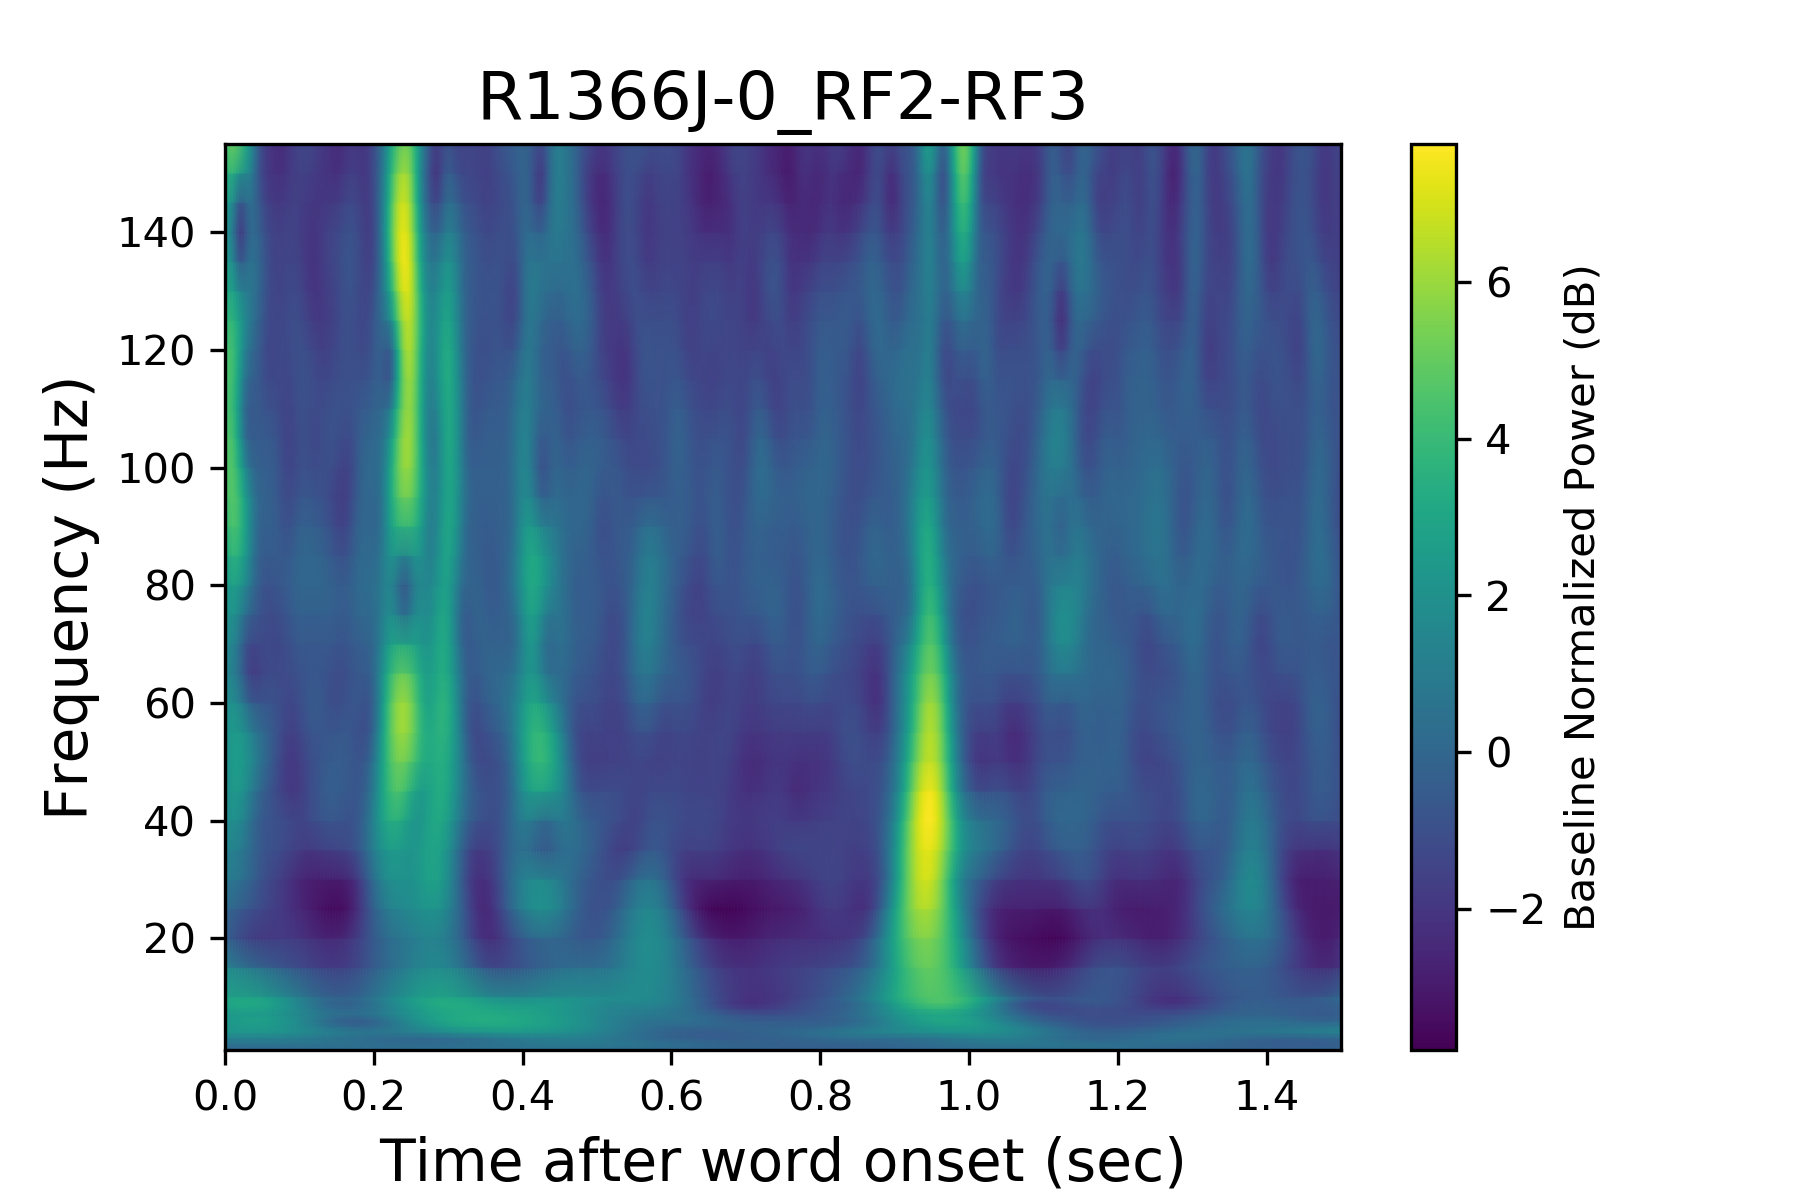 R1366J-0_RF2-RF3
Frequency (Hz)
140
120
100
80
60
40
20
0.0 0.2 0.4 0.6 0.8 1.0 1.2 1.4
Time after word onset (sec)
6
4
2
0
−2
Baseline Normalized Power (dB)